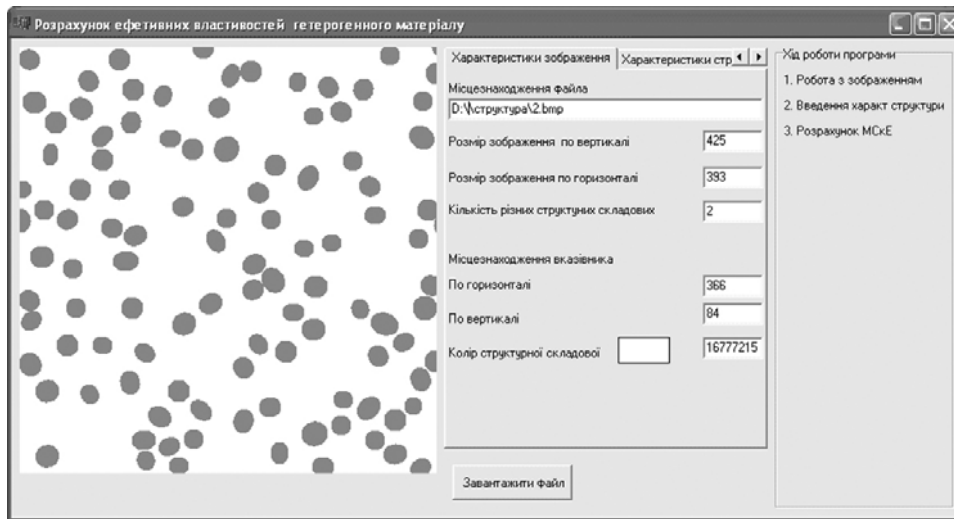 Розрахунок ефетивних властивостей гетерогенного матеріалу
Характеристики зображення
Характеристики стр
Місцезнаходження файла
D:\\структура\2.bmp
Розмір зображення по вертикалі
425
Розмір зображення по горизонталі
393
Кількість різних структуних складових
2
Місцезнаходження вказівника
По горизонталі
366
По вертикалі
84
Колір структурної складової
16777215
Завантажити файл
Хід роботи програми
1. Робота з зображенням
2. Введення характ структури
3. Розрахунок МСкЕ